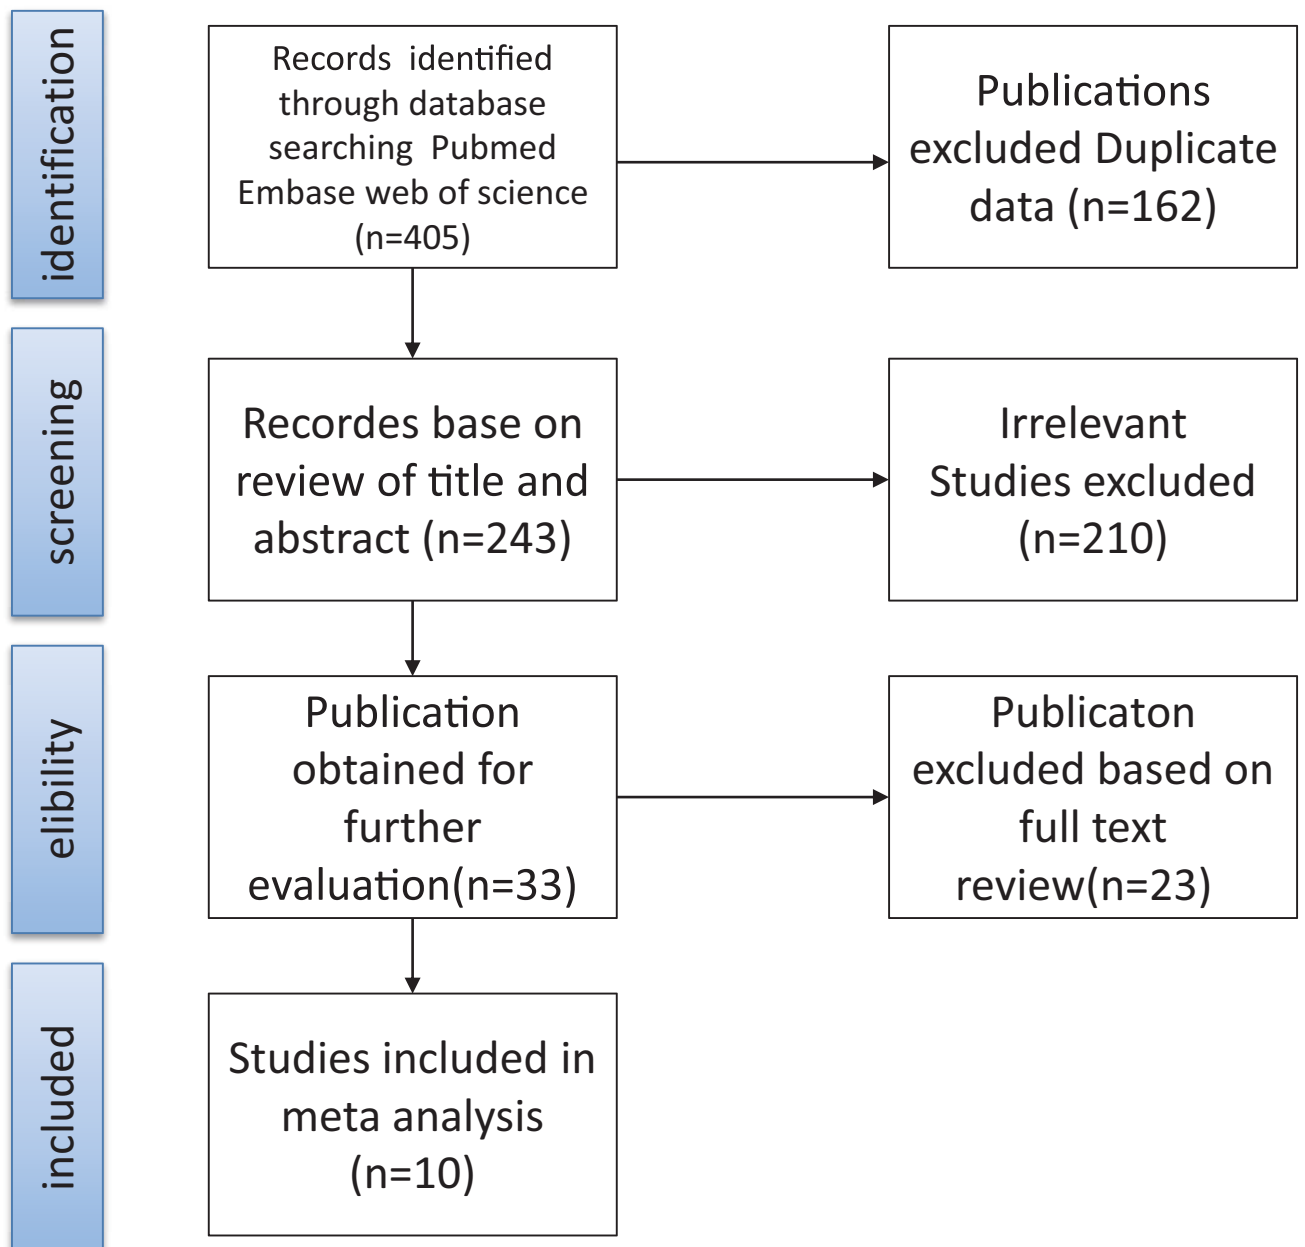 identification
Records identified
through database
searching Pubmed
Embase web of science
(n=405)
Publications
excluded Duplicate
data (n=162)
screening
Recordes base on
review of title and
abstract (n=243)
Irrelevant
Studies excluded
(n=210)
elibility
Publication
obtained for
further
evaluation(n=33)
Publicaton
excluded based on
full text
review(n=23)
included
Studies included in
meta analysis
(n=10)